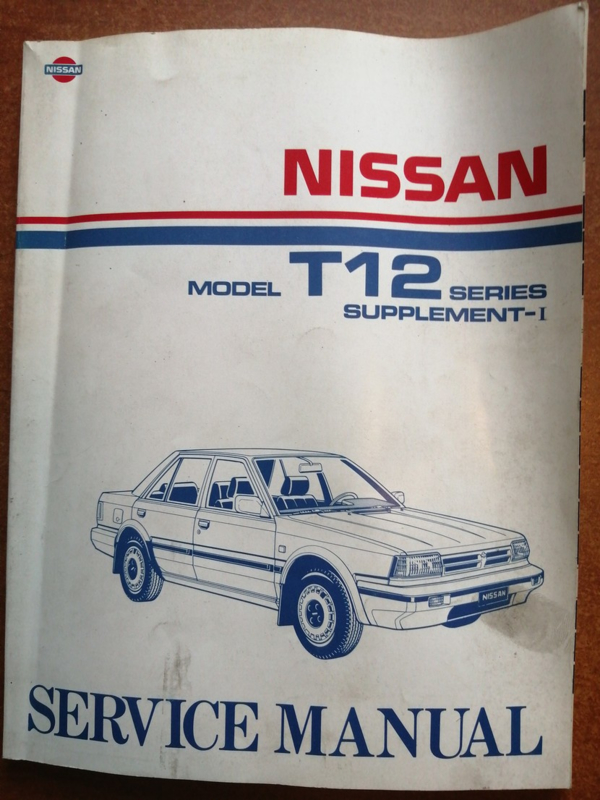 NISSAN
NISSAN
MODEL T12 SERIES
SUPPLEMENT-I
NISSAN
SERVICE MANUAL